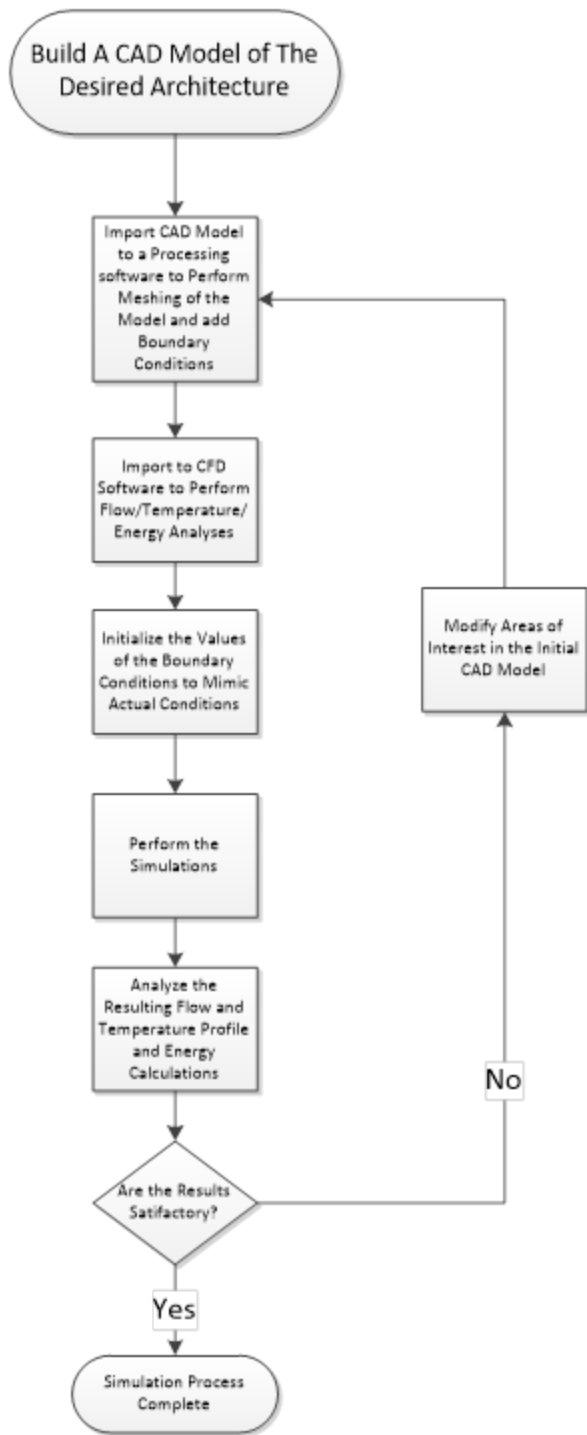 Build A CAD Model of The
Desired Architecture
Import CAD Model
to a Processing
software to Perform
Meshing of the
Model and add
Boundary
Conditions
Import to CFD
Software to Perform
Flow/Temperature/
Energy Analyses
Initialize the Values
of the Boundary
Conditions to Mimic
Actual Conditions
Perform the
Simulations
Analyze the
Resulting Flow and
Temperature Profile
and Energy
Calculations
Are the Results
Satifactory?
No
Modify Areas of
Interest in the Initial
CAD Model
Yes
Simulation Process
Complete